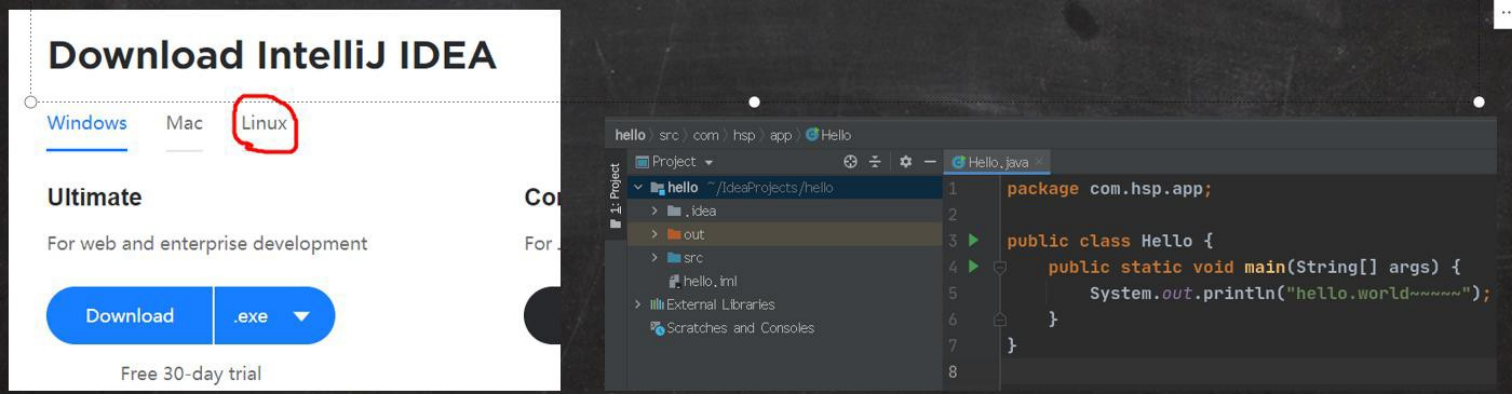 Download IntelliJ IDEA
Windows Mac Linux
Ultimate
For web and enterprise development
Download .exe
Free 30-day trial
Co
For
hello src com hsp app Hello
1: Project
Project
hello ~/IdeaProjects/hello
.idea
out
src
hello.iml
External Libraries
Scratches and Consoles
Hello.java
1 package com.hsp.app;
2
3 public class Hello {
4 public static void main(String[] args) {
5 System.out.println("hello.world~~~~~");
6 }
7 }
8